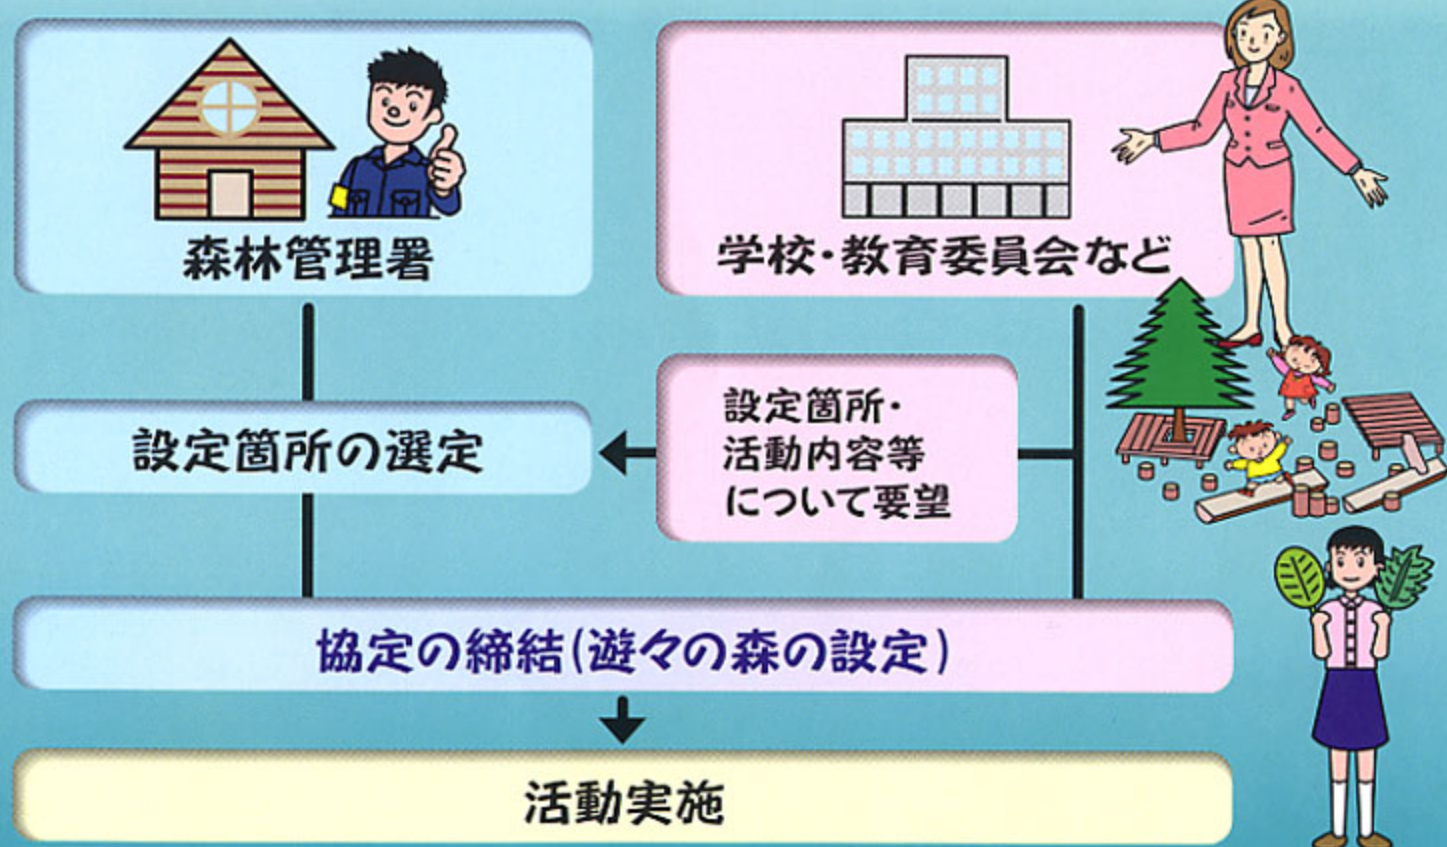 森林管理署
学校・教育委員会など
設定箇所の選定
設定箇所・
活動内容等
について要望
協定の締結(遊々の森の設定)
活動実施